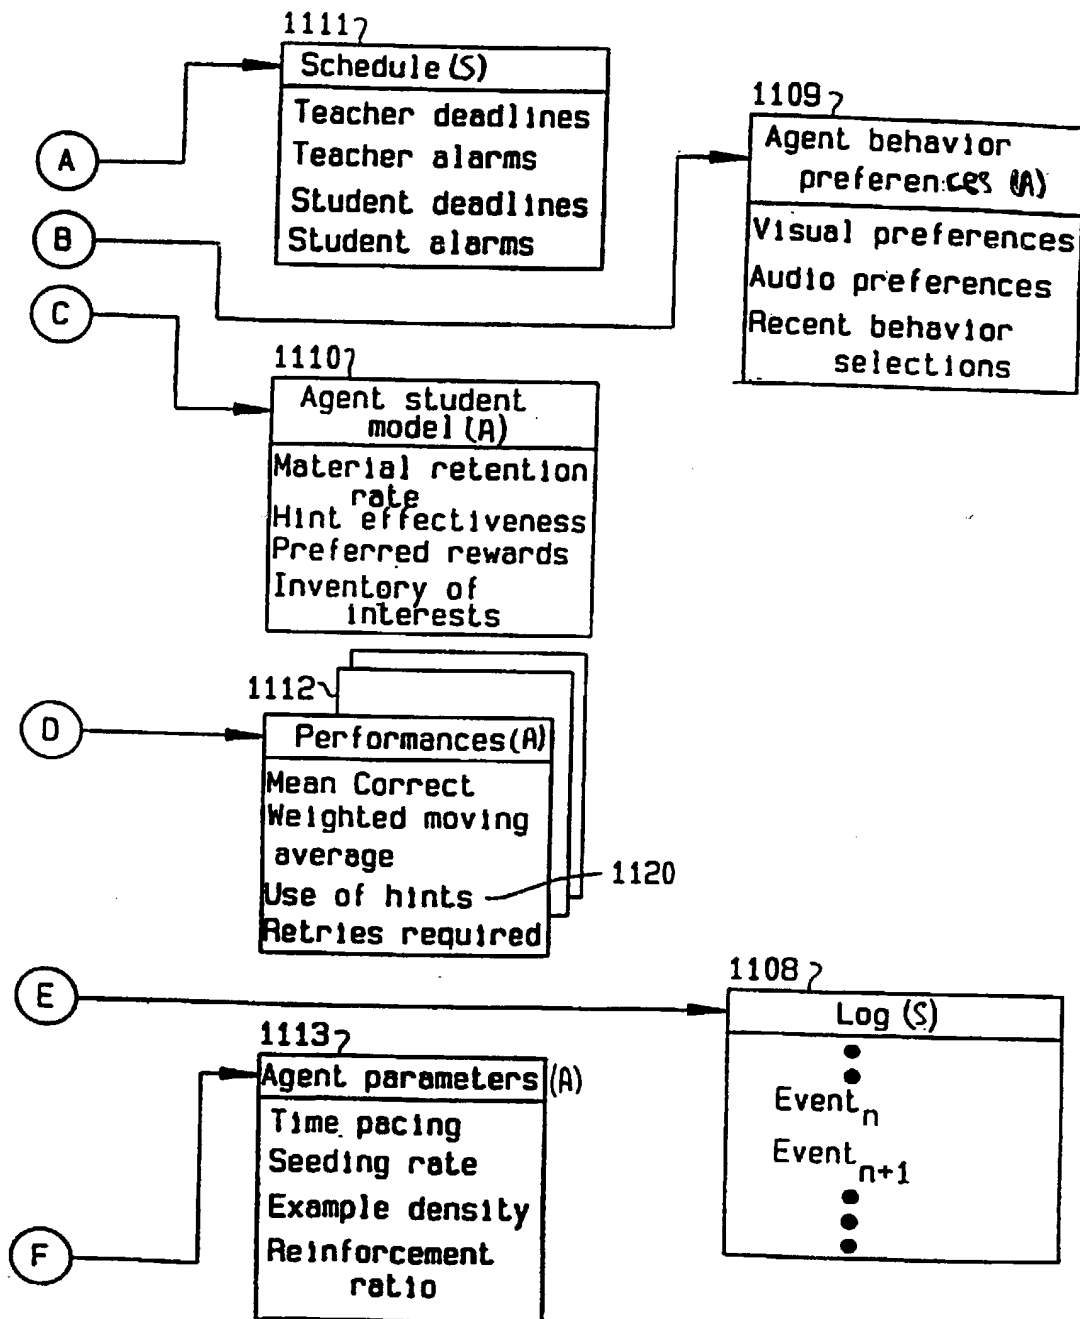 1111
Schedule (S)
Teacher deadlines
Teacher alarms
Student deadlines
Student alarms
A
B
C
1109
Agent behavior
preferences (A)
Visual preferences
Audio preferences
Recent behavior
selections
1110
Agent student
model (A)
Material retention
rate
Hint effectiveness
Preferred rewards
Inventory of
interests
D
1112
Performances (A)
Mean Correct
Weighted moving
average
Use of hints
1120
Retries required
E
1108
Log (S)
Event n
Event n+1
1113
Agent parameters (A)
Time pacing
Seeding rate
Example density
Reinforcement
ratio
F